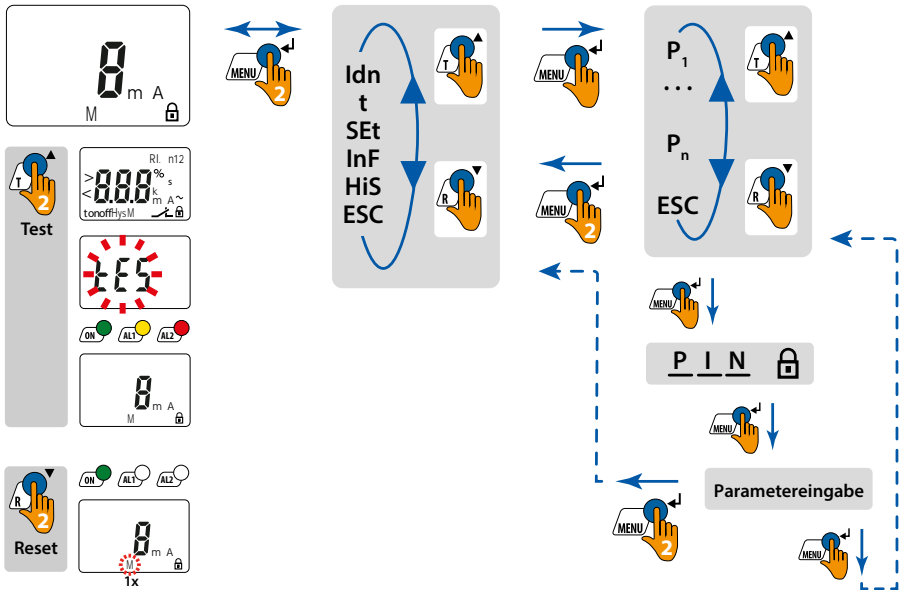 8 m A
M
MENU
2
Idn
t
SEt
InF
HiS
ESC
T
R
MENU
MENU
2
P1
...
Pn
ESC
T
R
T
2
Test
RI. n12
> 8.8.8 % s
< k m A~
tonoffHysM
tES
ON AL1 AL2
8 m A
M
R
2
Reset
ON AL1 AL2
8 m A
M
1x
MENU
P I N
MENU
Parametereingabe
MENU
2
MENU